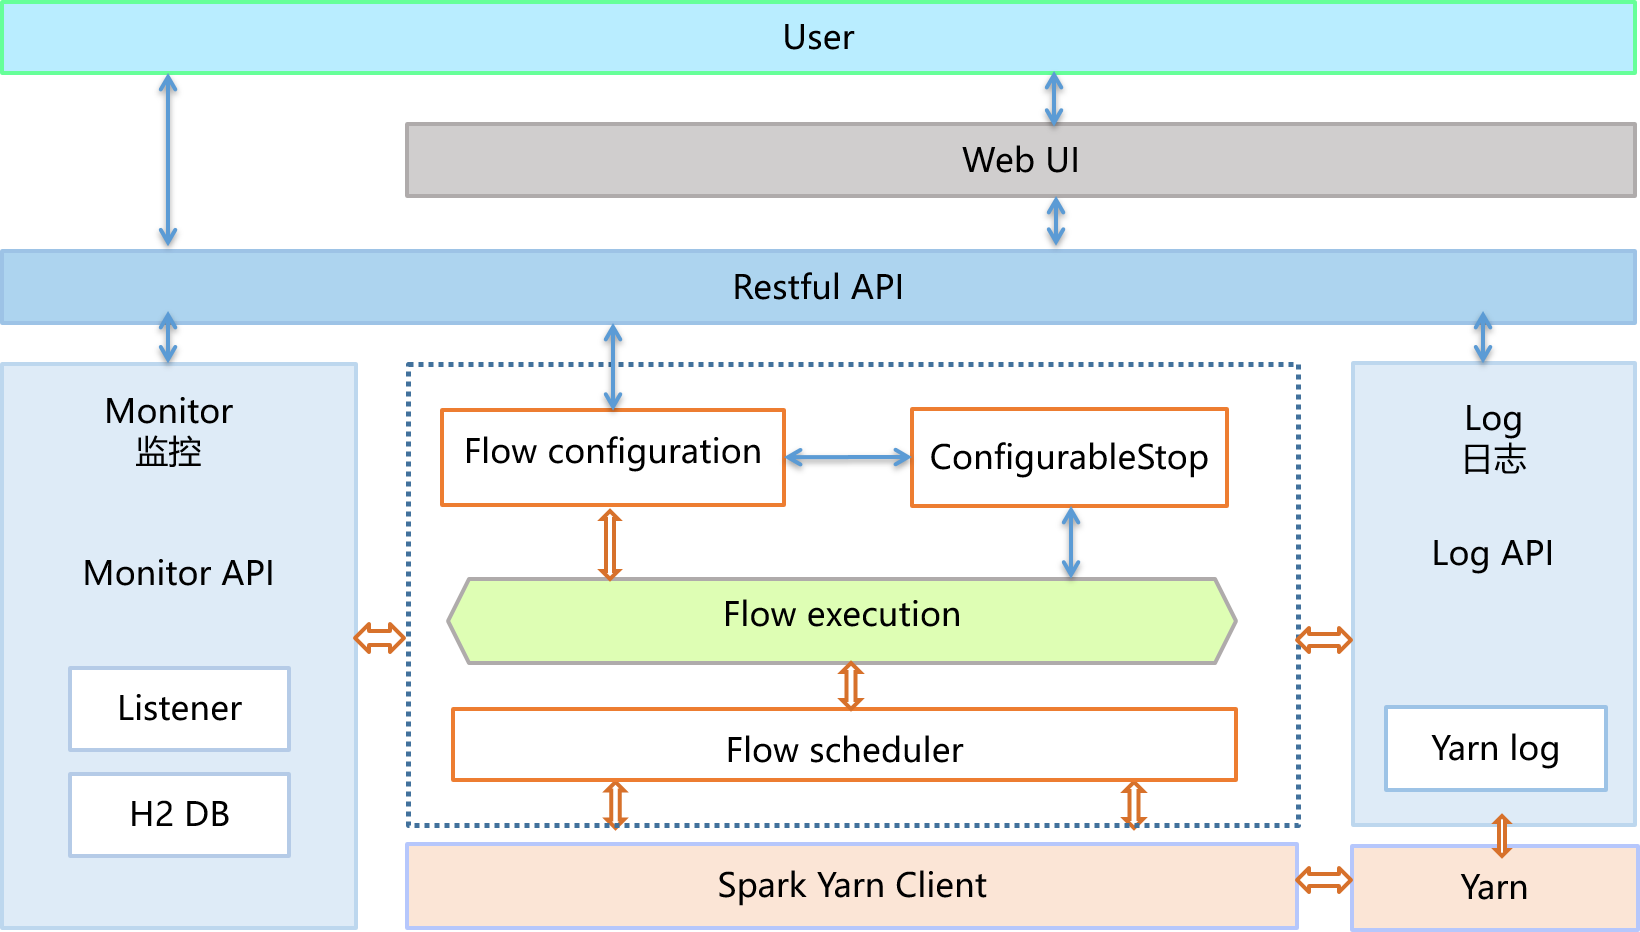 User
Web UI
Restful API
Monitor
监控
Monitor API
Listener
H2 DB
Flow configuration
ConfigurableStop
Flow execution
Flow scheduler
Spark Yarn Client
Log
日志
Log API
Yarn log
Yarn